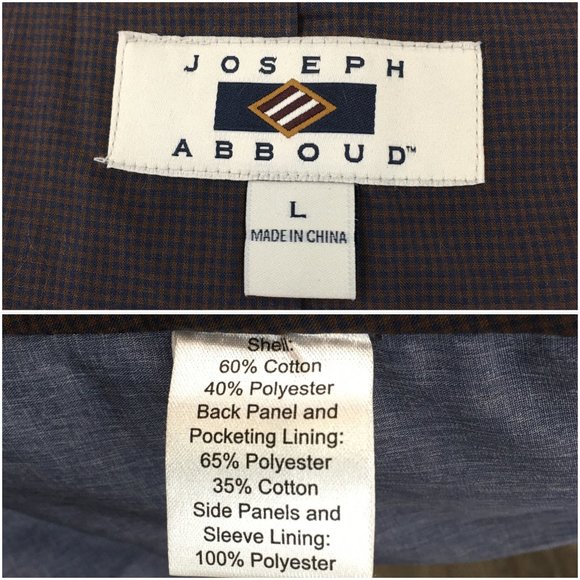 JOSEPH
ABBOUD™
L
MADE IN CHINA
Shell:
60% Cotton
40% Polyester
Back Panel and
Pocketing Lining:
65% Polyester
35% Cotton
Side Panels and
Sleeve Lining:
100% Polyester